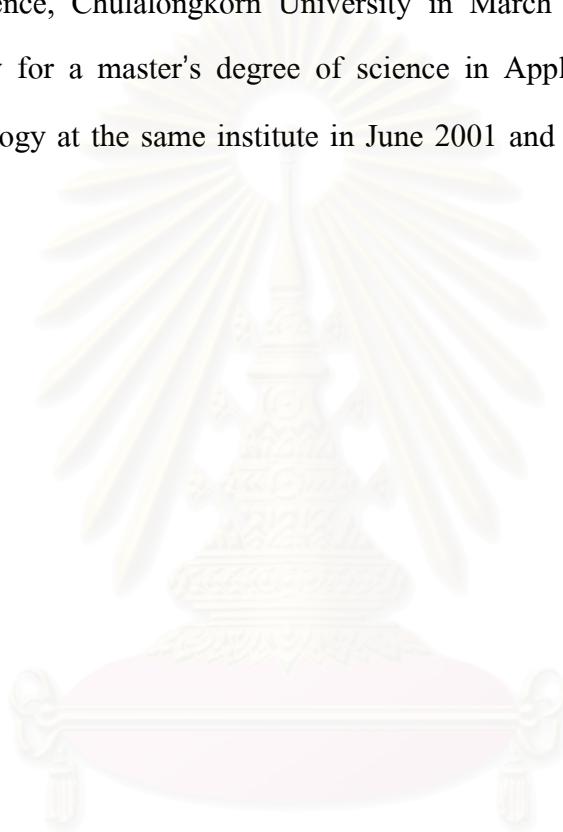 ence, Chulalongkorn University in March
for a master's degree of science in Appl
ogy at the same institute in June 2001 and